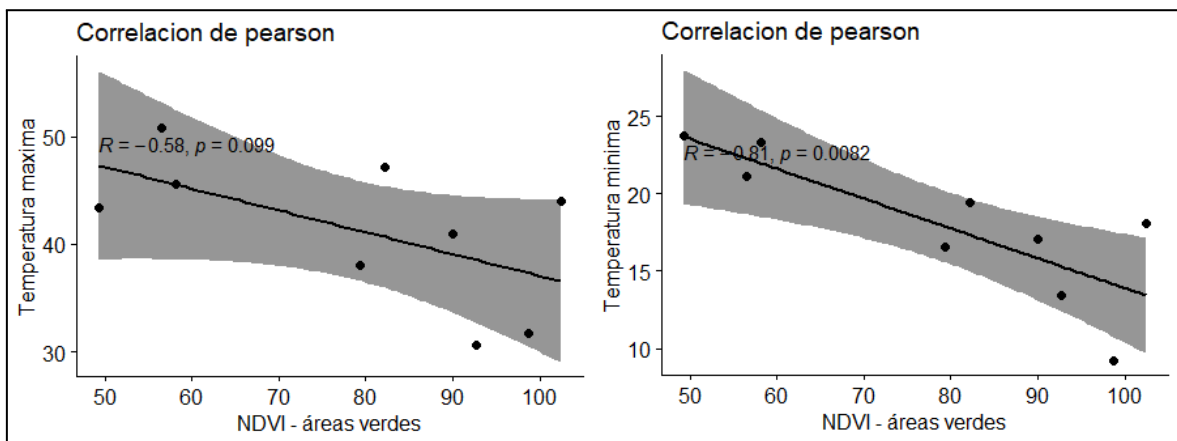 Correlacion de pearson
Temperatura maxima
50
40
30
R = −0.58, p = 0.099
50 60 70 80 90 100
NDVI - áreas verdes
Correlacion de pearson
Temperatura minima
25
20
15
10
R = −0.81, p = 0.0082
50 60 70 80 90 100
NDVI - áreas verdes